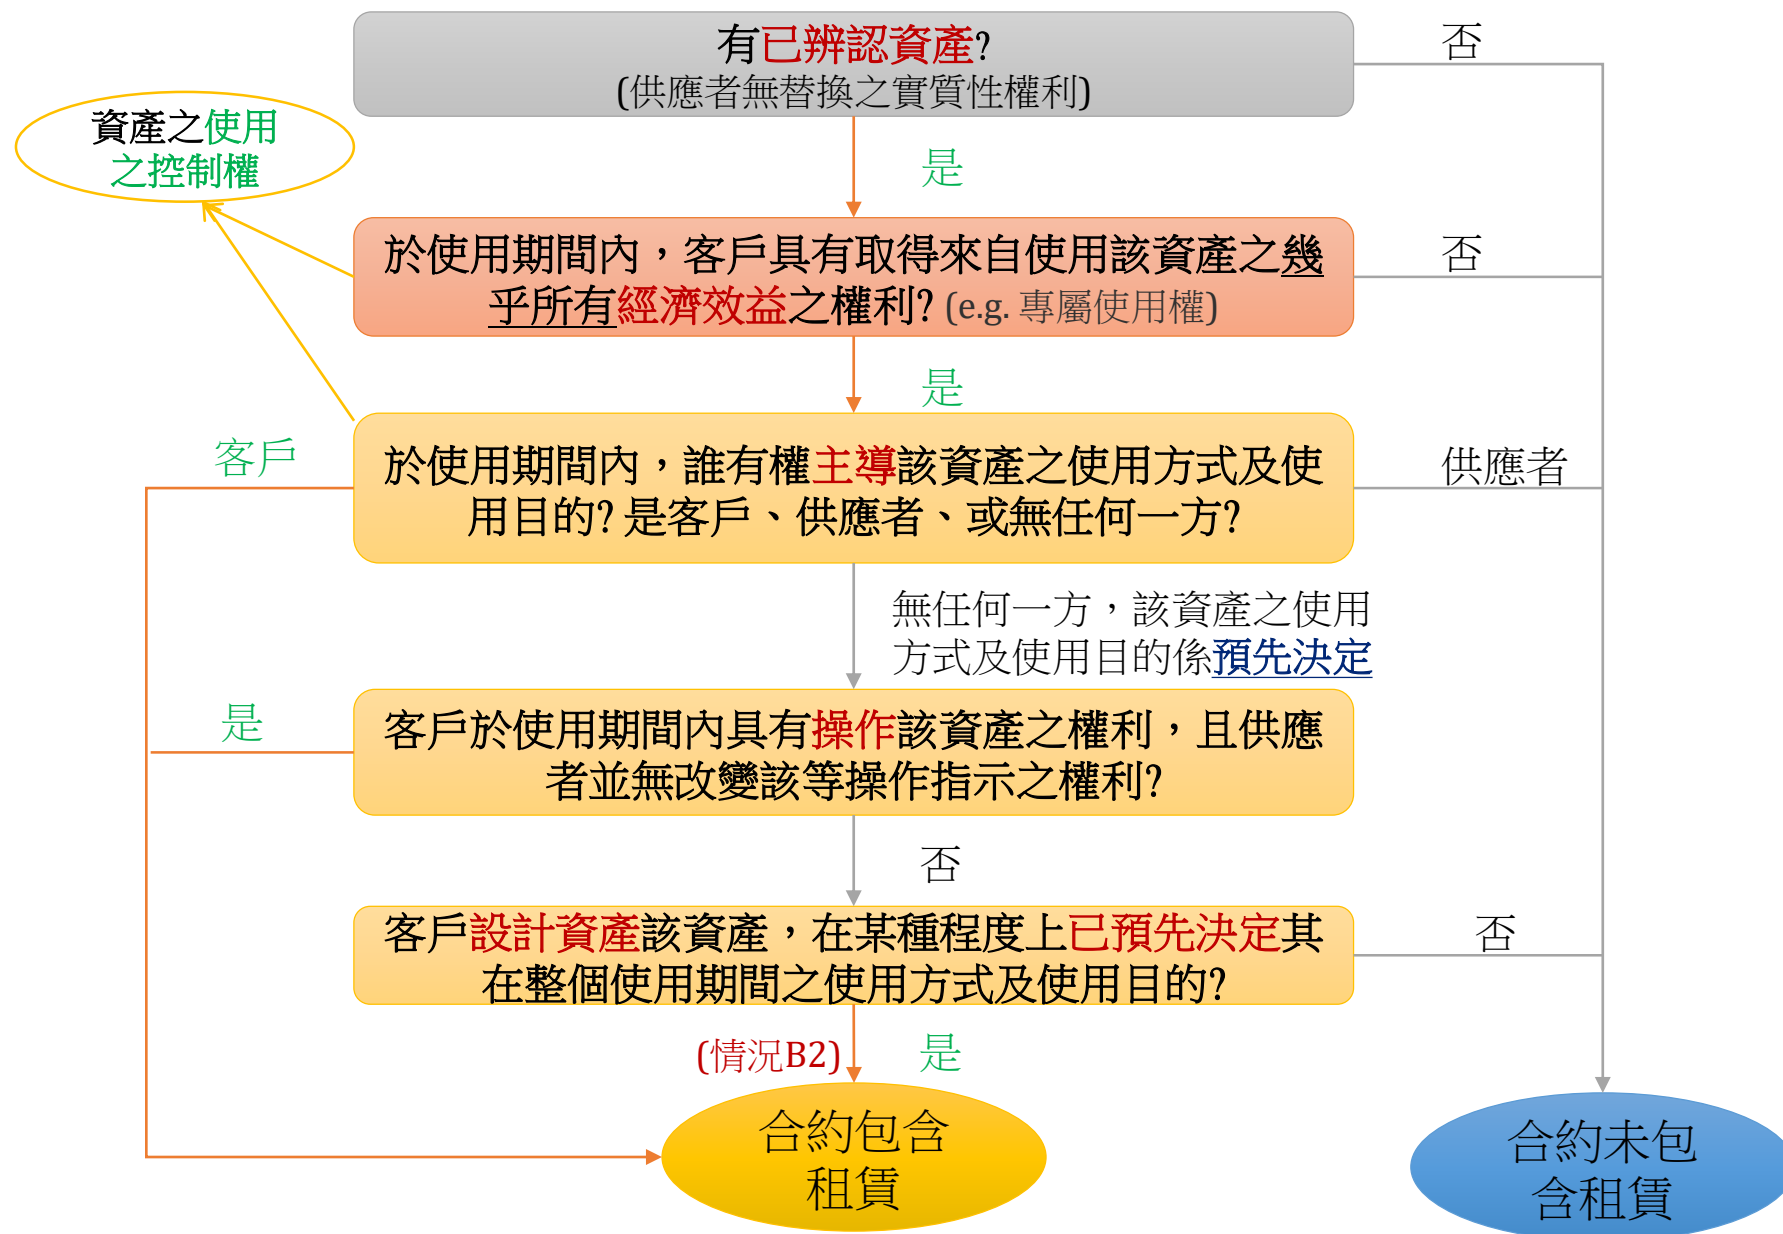 有已辨認資產?
(供應者無替換之實質性權利)
否
資產之使用
之控制權
是
於使用期間內，客戶具有取得來自使用該資產之幾
乎所有經濟效益之權利? (e.g. 專屬使用權)
否
是
客戶
於使用期間內，誰有權主導該資產之使用方式及使
用目的? 是客戶、供應者、或無任何一方?
供應者
無任何一方，該資產之使用
方式及使用目的係預先決定
是
客戶於使用期間內具有操作該資產之權利，且供應
者並無改變該等操作指示之權利?
否
客戶設計資產該資產，在某種程度上已預先決定其
在整個使用期間之使用方式及使用目的?
否
(情況B2)
是
合約包含
租賃
合約未包
含租賃